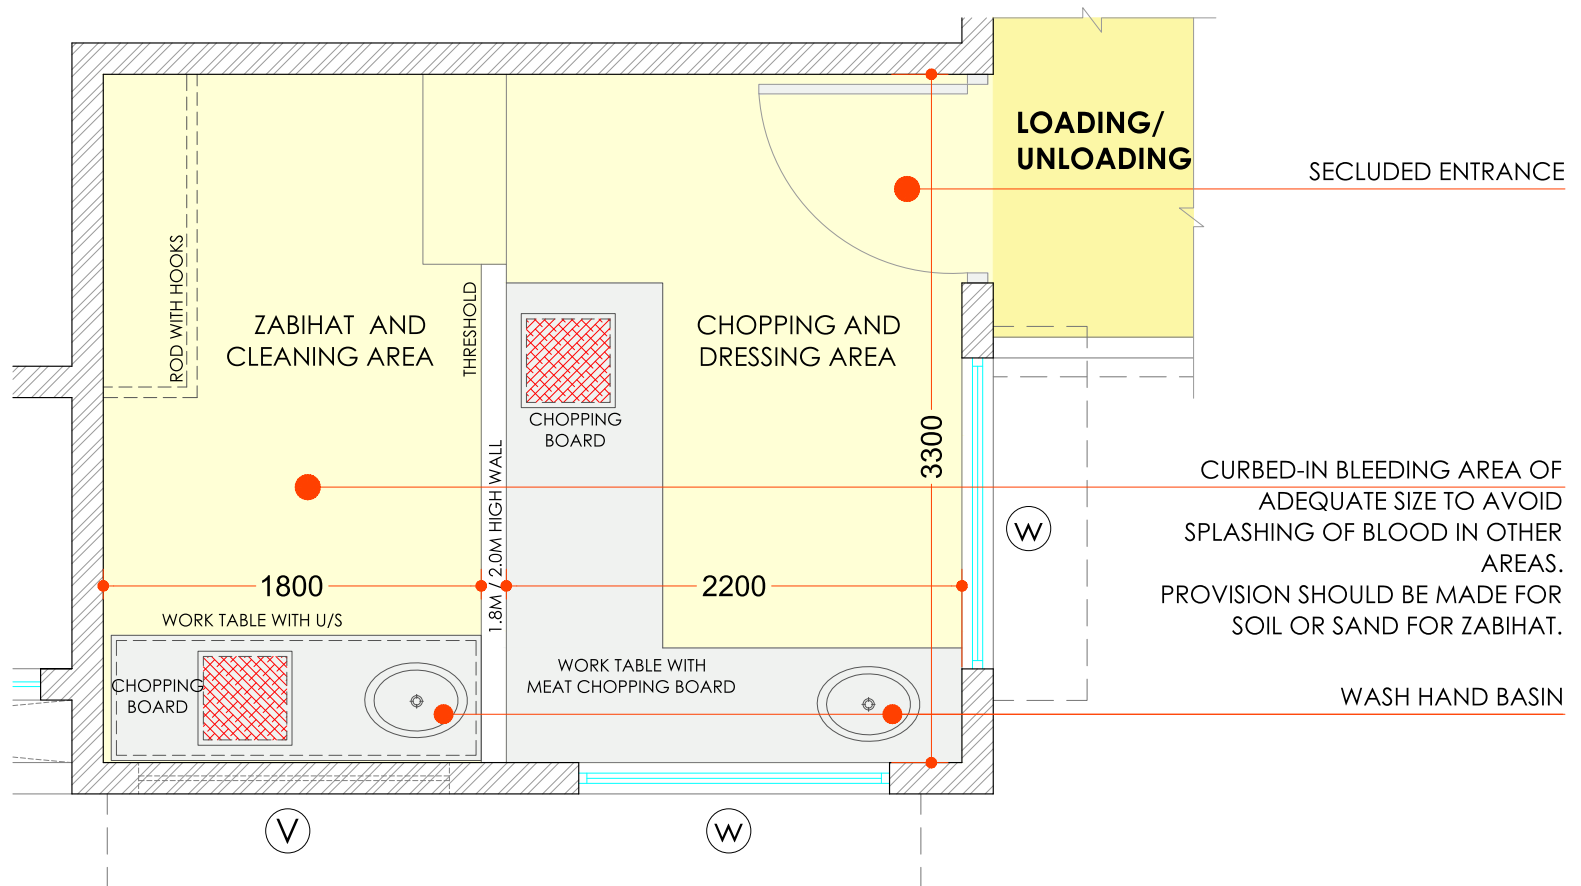 LOADING/
UNLOADING
SECLUDED ENTRANCE
ROD WITH HOOKS
ZABIHAT AND
CLEANING AREA
THRESHOLD
CHOPPING AND
DRESSING AREA
CHOPPING
BOARD
3300
1.8M / 2.0M HIGH WALL
CURBED-IN BLEEDING AREA OF
ADEQUATE SIZE TO AVOID
SPLASHING OF BLOOD IN OTHER
AREAS.
PROVISION SHOULD BE MADE FOR
SOIL OR SAND FOR ZABIHAT.
W
1800
2200
WORK TABLE WITH U/S
CHOPPING
BOARD
WORK TABLE WITH
MEAT CHOPPING BOARD
WASH HAND BASIN
V
W